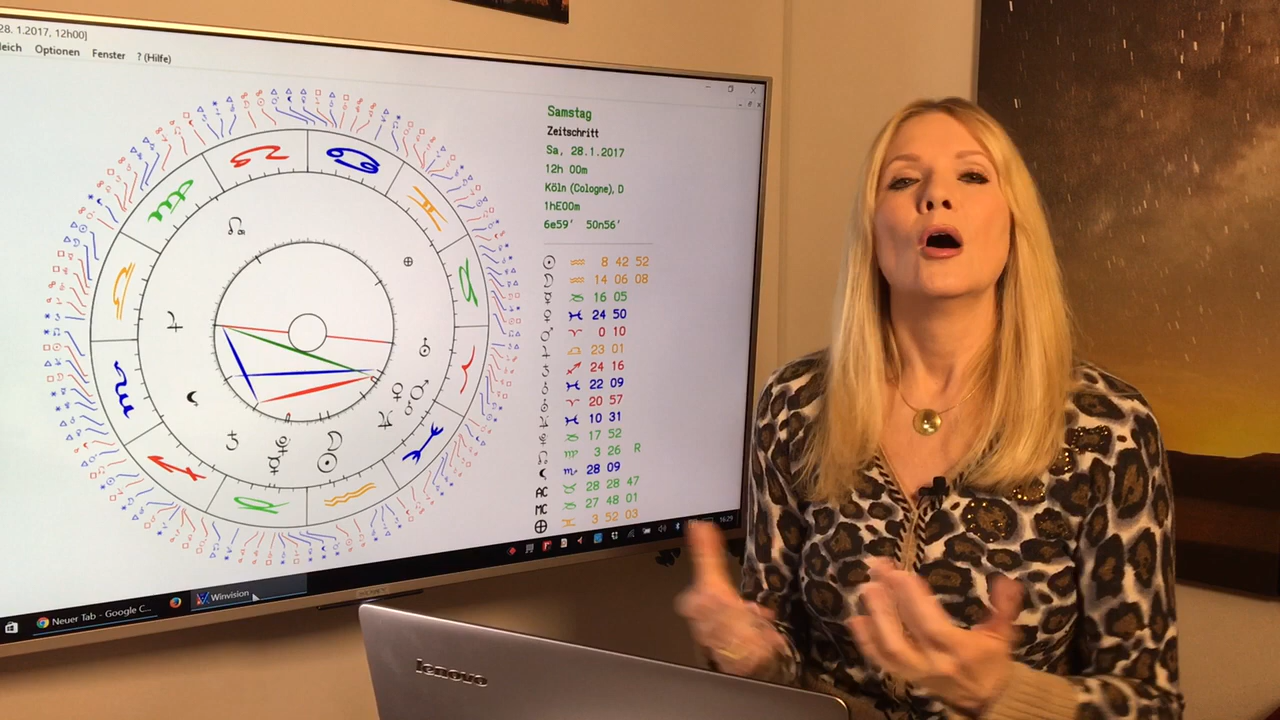 28. 1.2017, 12h00]
leich Optionen Fenster ? (Hilfe)
Samstag
Zeitschritt
Sa, 28.1.2017
12h 00m
Köln (Cologne), D
1hE00m
6e59' 50n56'
☉ ♒ 8 42 52
☽ ♒ 14 06 08
☿ ♑ 16 05
♀ ♓ 24 50
♂ ♈ 0 10
♃ ♎ 23 01
♄ ♐ 24 16
⚷ ♓ 22 09
♅ ♈ 20 57
♆ ♓ 10 31
♇ ♑ 17 52
☊ ♍ 3 26 R
⚸ ♏ 28 09
AC ♉ 28 28 47
MC ♑ 27 48 01
⊕ ♊ 3 52 03
16:29
Neuer Tab - Google C...
Winvision
lenovo